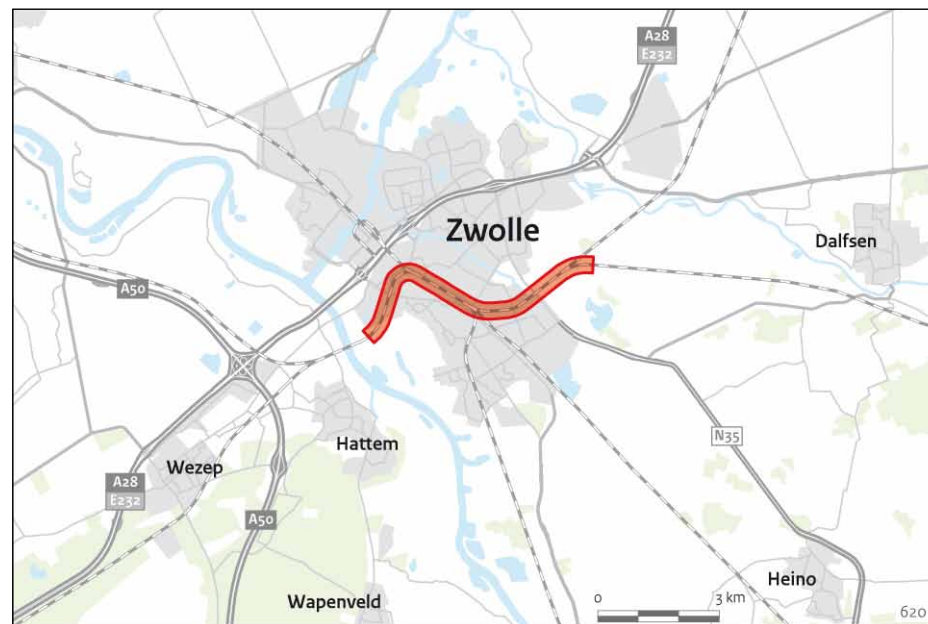 A28
E232
Zwolle
Dalfsen
A50
N35
Hattem
Wezep
A28
E232
A50
Heino
Wapenveld
0 3 km
620